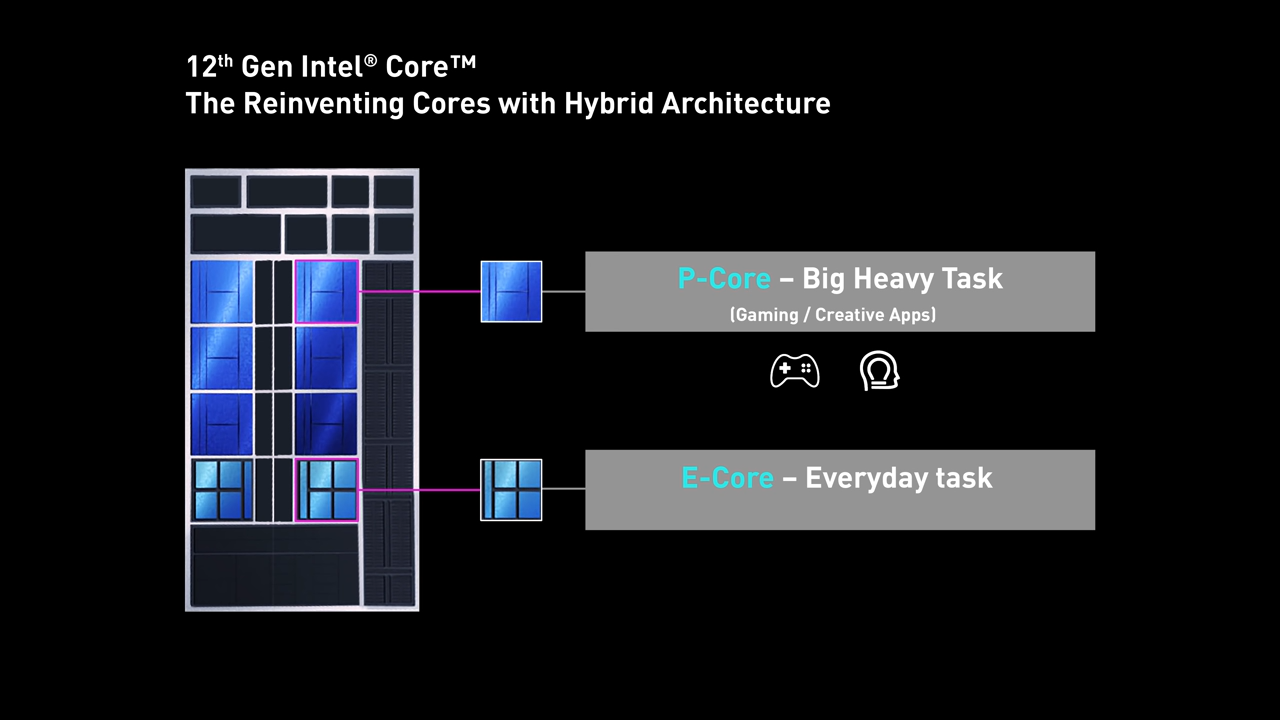 12th Gen Intel® Core™
The Reinventing Cores with Hybrid Architecture
P-Core – Big Heavy Task
(Gaming / Creative Apps)
E-Core – Everyday task